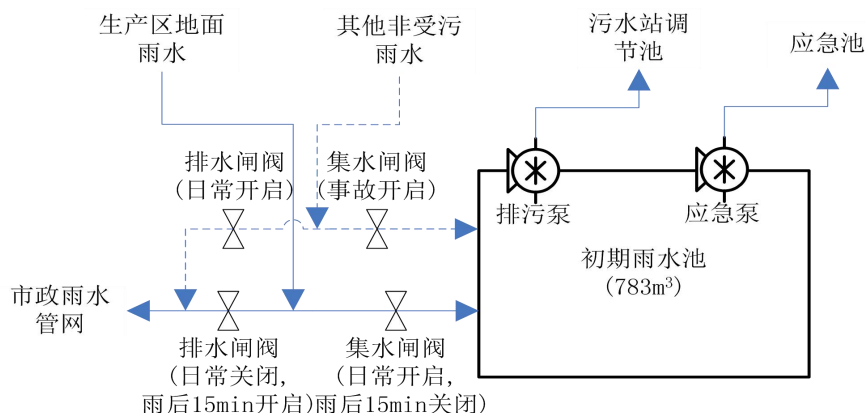 生产区地面
雨水
其他非受污
雨水
污水站调
节池
应急池
排水闸阀
(日常开启)
集水闸阀
(事故开启)
排污泵
应急泵
初期雨水池
(783m³)
市政雨水
管网
排水闸阀
(日常关闭,
雨后15min开启)
集水闸阀
(日常开启,
雨后15min关闭)